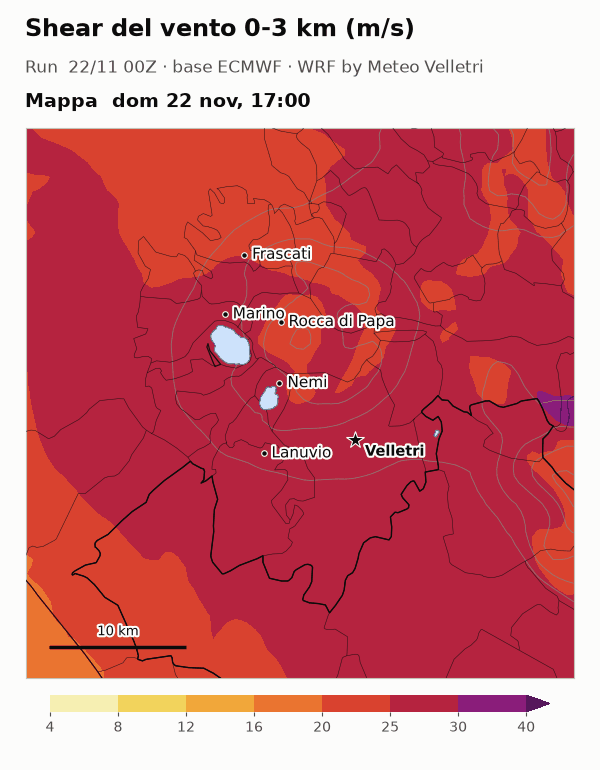 Shear del vento 0-3 km (m/s)
Run  22/11 00Z · base ECMWF · WRF by Meteo Velletri
Mappa  dom 22 nov, 17:00
Frascati
Marino
Rocca di Papa
Nemi
Velletri
Lanuvio
10 km
4 8 12 16 20 25 30 40